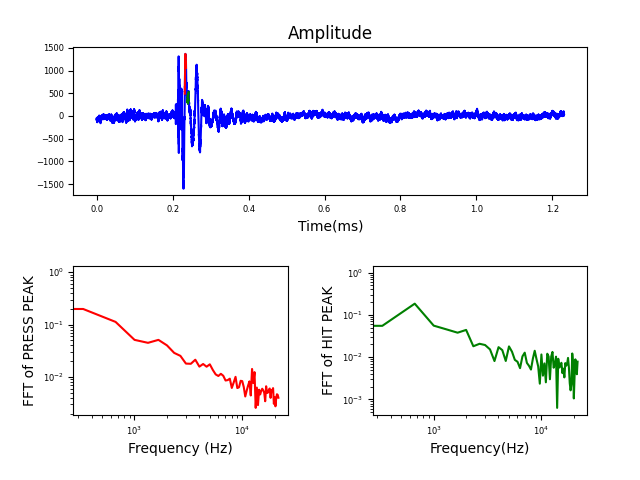 Amplitude
1500
1000
500
0
−500
−1000
−1500
0.0 0.2 0.4 0.6 0.8 1.0 1.2
Time(ms)
FFT of PRESS PEAK
10⁰
10⁻¹
10⁻²
10³ 10⁴
Frequency (Hz)
FFT of HIT PEAK
10⁰
10⁻¹
10⁻²
10⁻³
10³ 10⁴
Frequency(Hz)